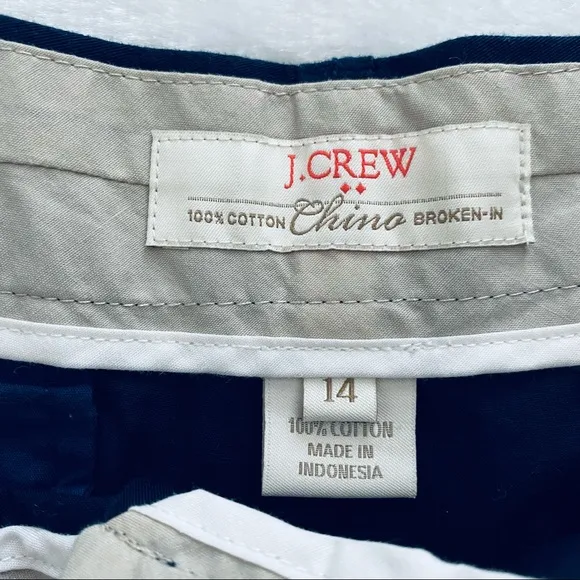 J.CREW
100% COTTON Chino BROKEN-IN
14
100% COTTON
MADE IN
INDONESIA